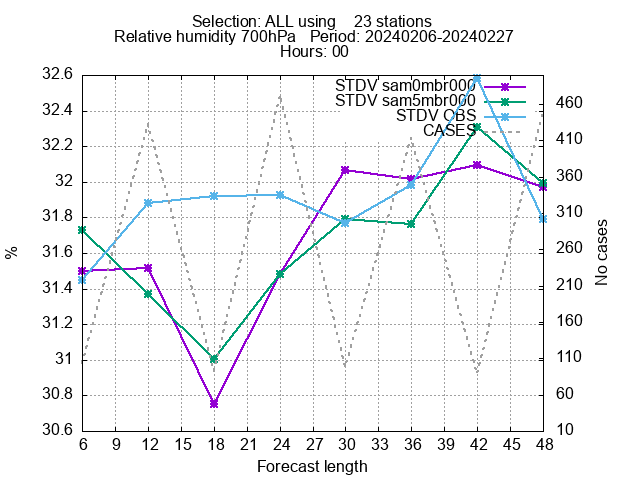 Selection: ALL using    23 stations
Relative humidity 700hPa   Period: 20240206-20240227
Hours: 00
STDV sam0mbr000
STDV sam5mbr000
STDV OBS
CASES
32.6
32.4
32.2
32
31.8
31.6
31.4
31.2
31
30.8
30.6
%
460
410
360
310
260
210
160
110
60
10
No cases
6 9 12 15 18 21 24 27 30 33 36 39 42 45 48
Forecast length